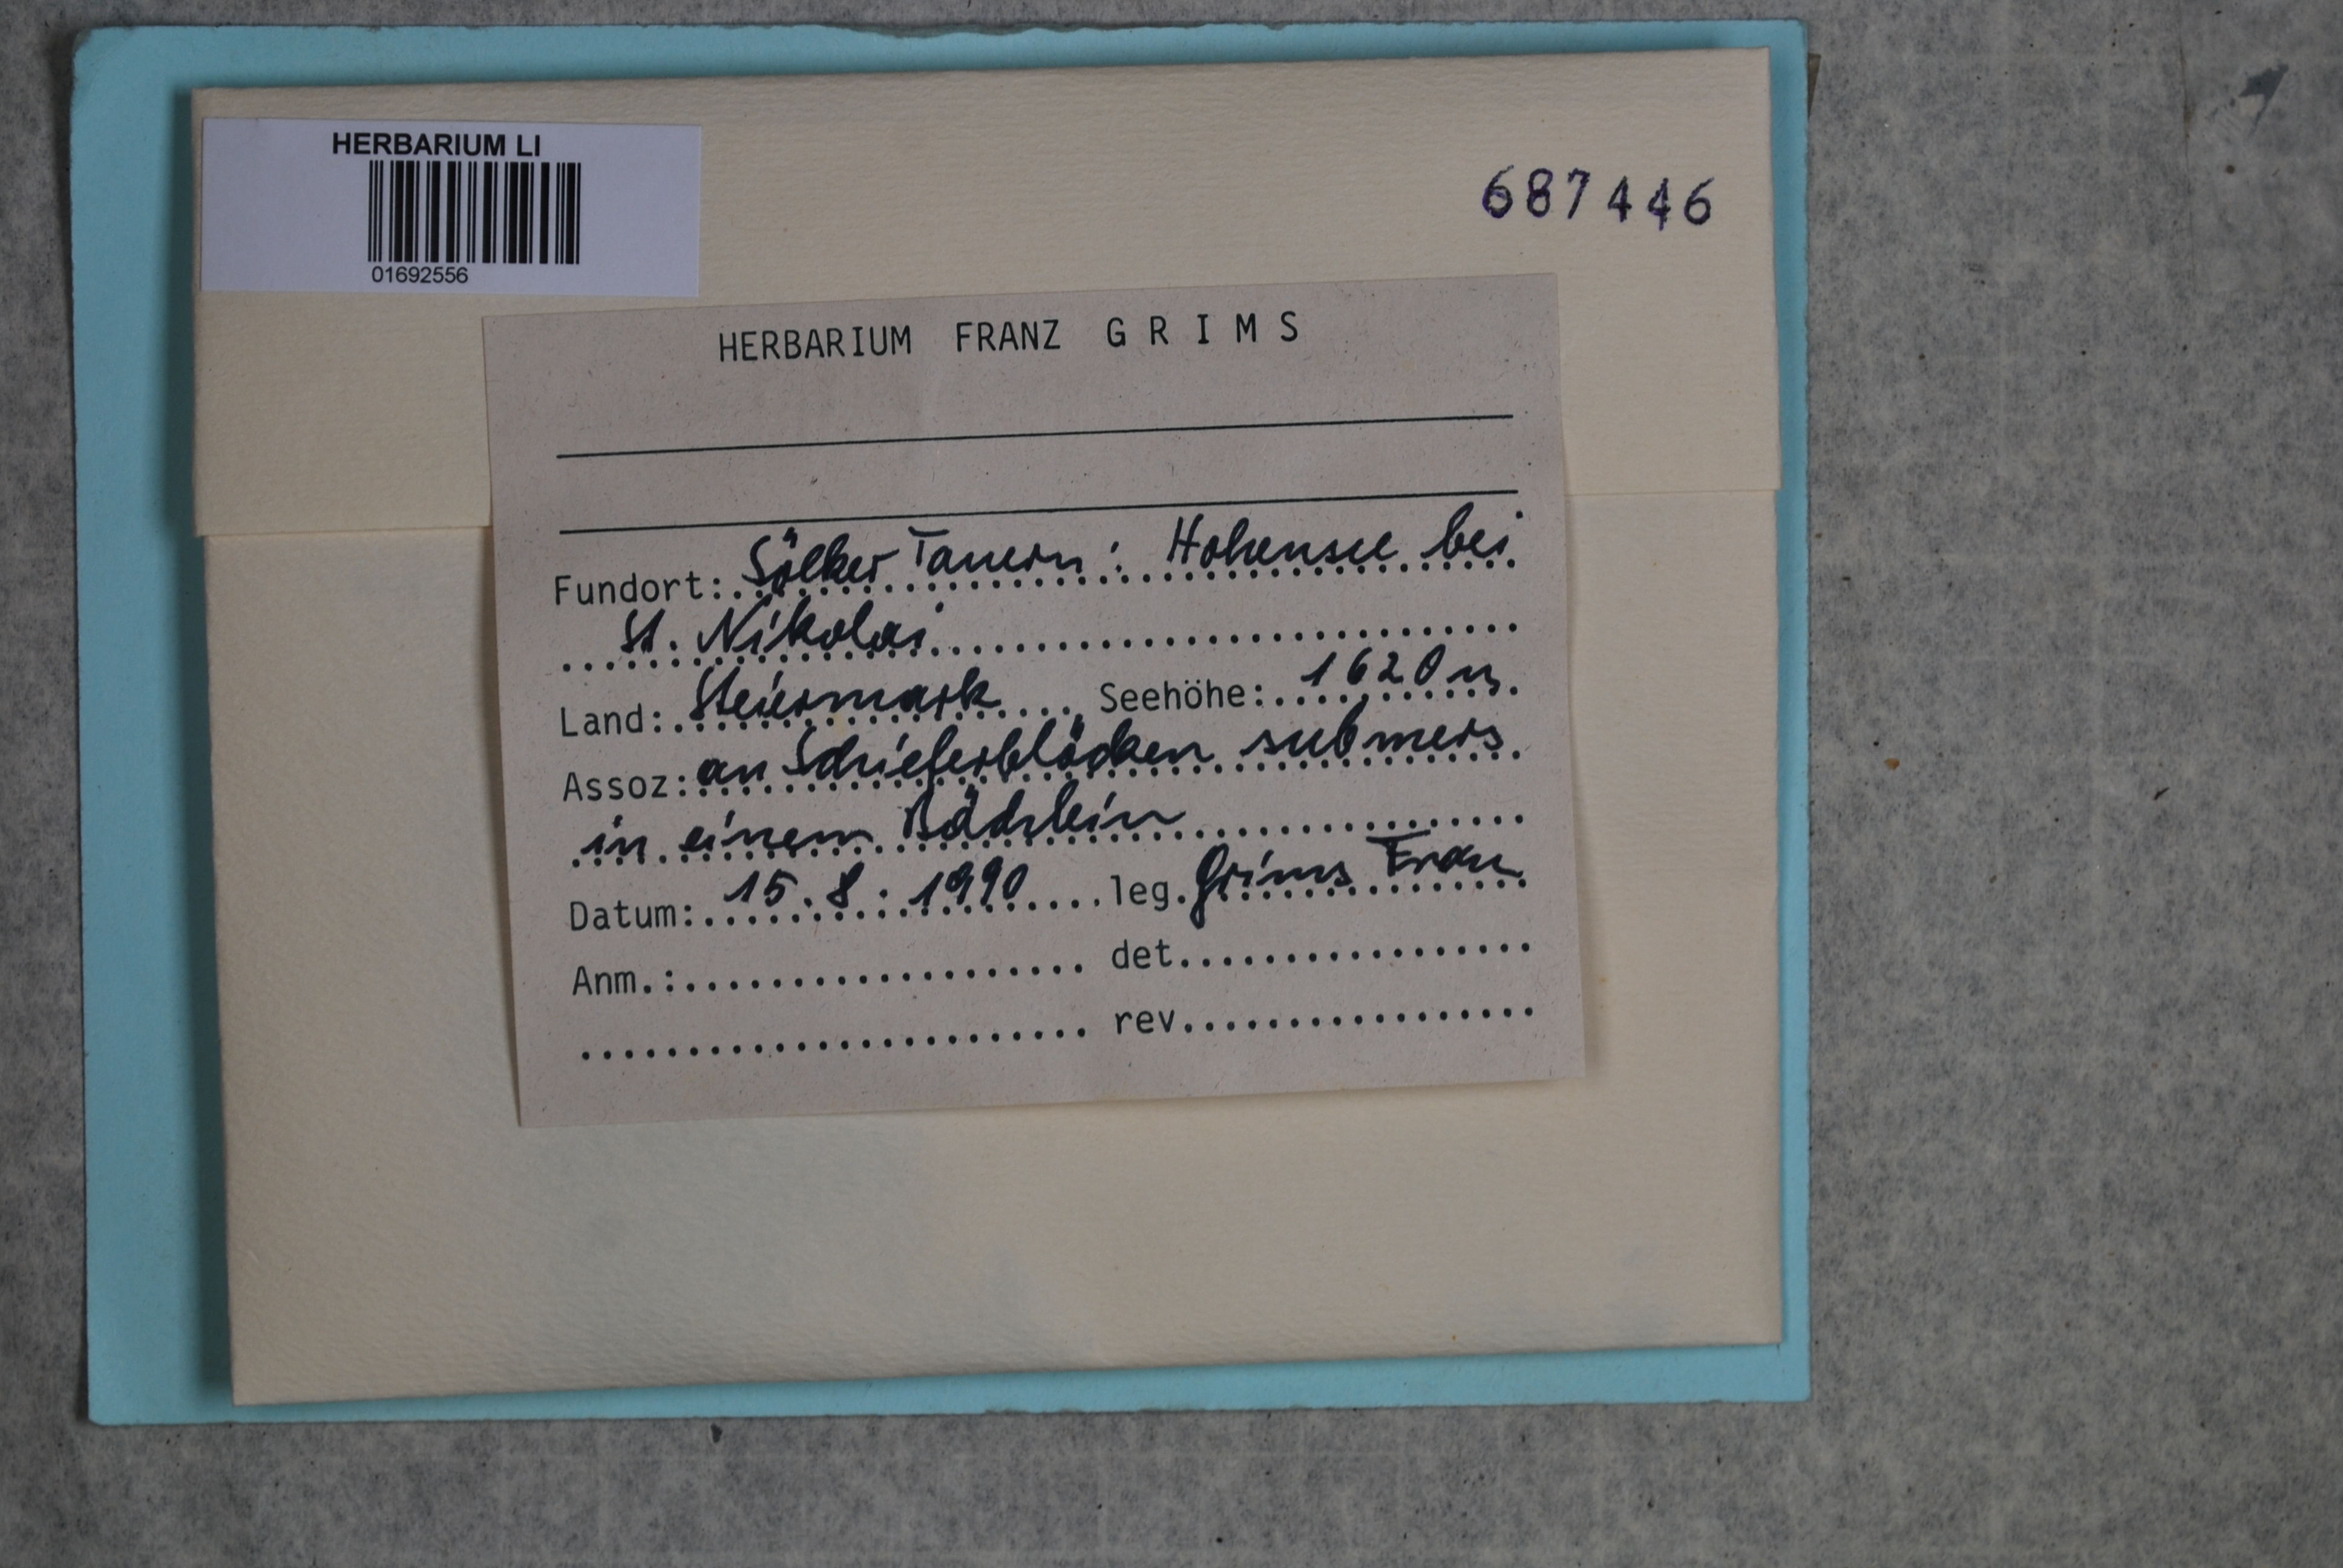 HERBARIUM LI
01692556
687446
HERBARIUM FRANZ GRIMS
Fundort: Sölker Tauern: Hohensee bei
St. Nikolai
Land: Steiermark Seehöhe: 1620 m
Assoz: an Schieferblöcken submers
in einem Bächlein
Datum: 15.8.1990 leg. Grims Franz
Anm.: det.
rev.